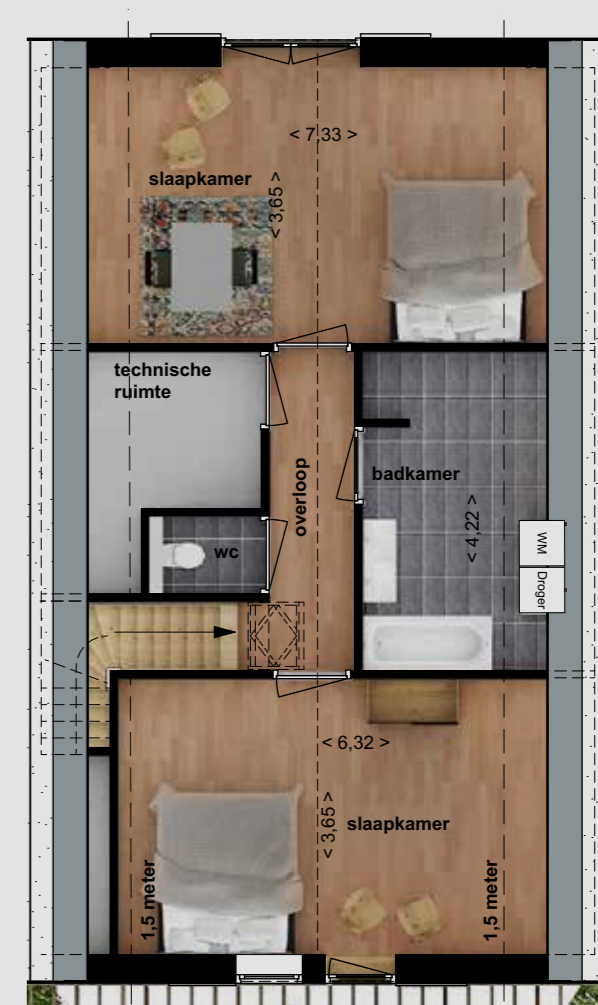 < 7,33 >
slaapkamer
< 3,65 >
technische
ruimte
overloop
badkamer
< 4,22 >
WM
Droger
wc
< 6,32 >
< 3,65 >
slaapkamer
1,5 meter
1,5 meter